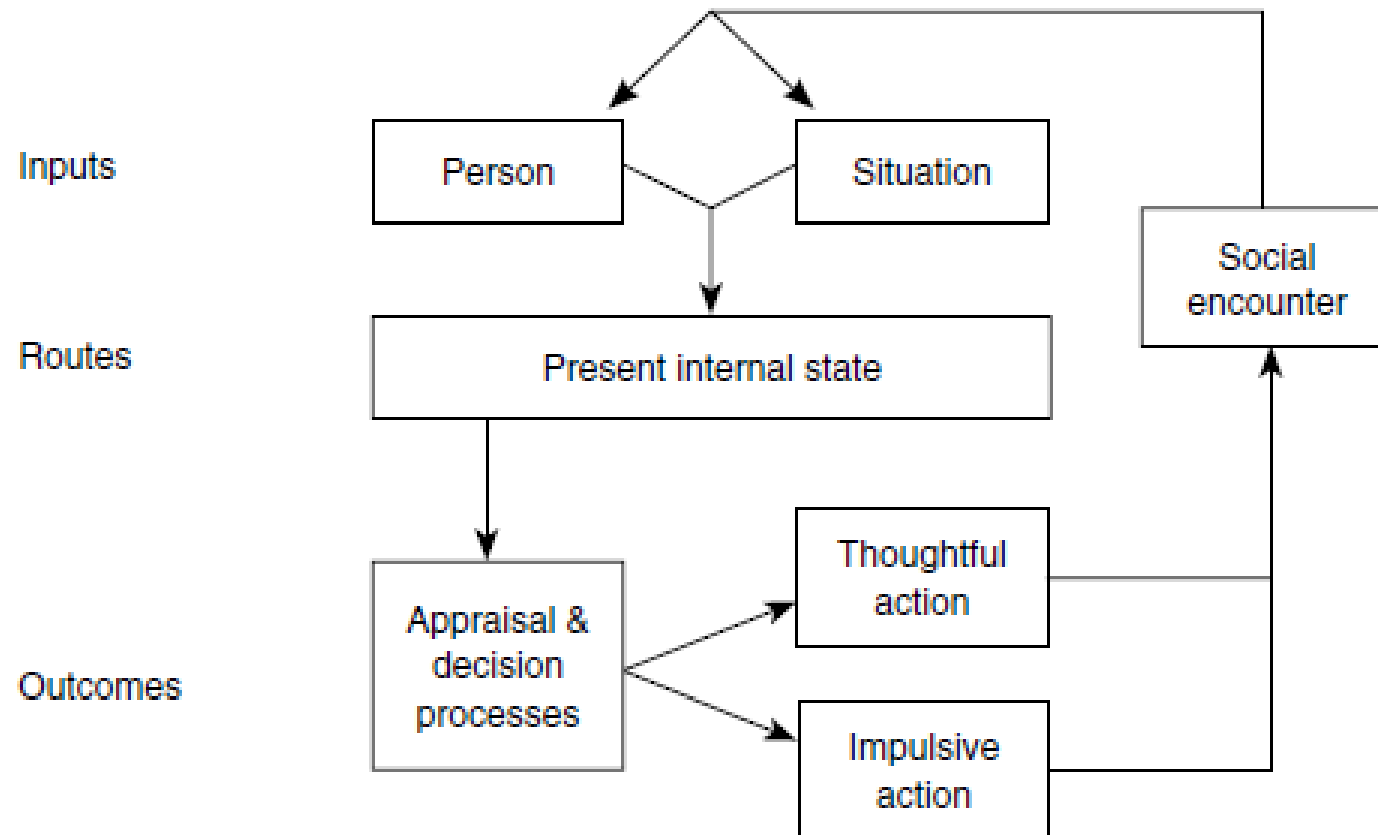 Inputs
Person
Situation
Social
encounter
Routes
Present internal state
Thoughtful
action
Appraisal &
decision
processes
Outcomes
Impulsive
action